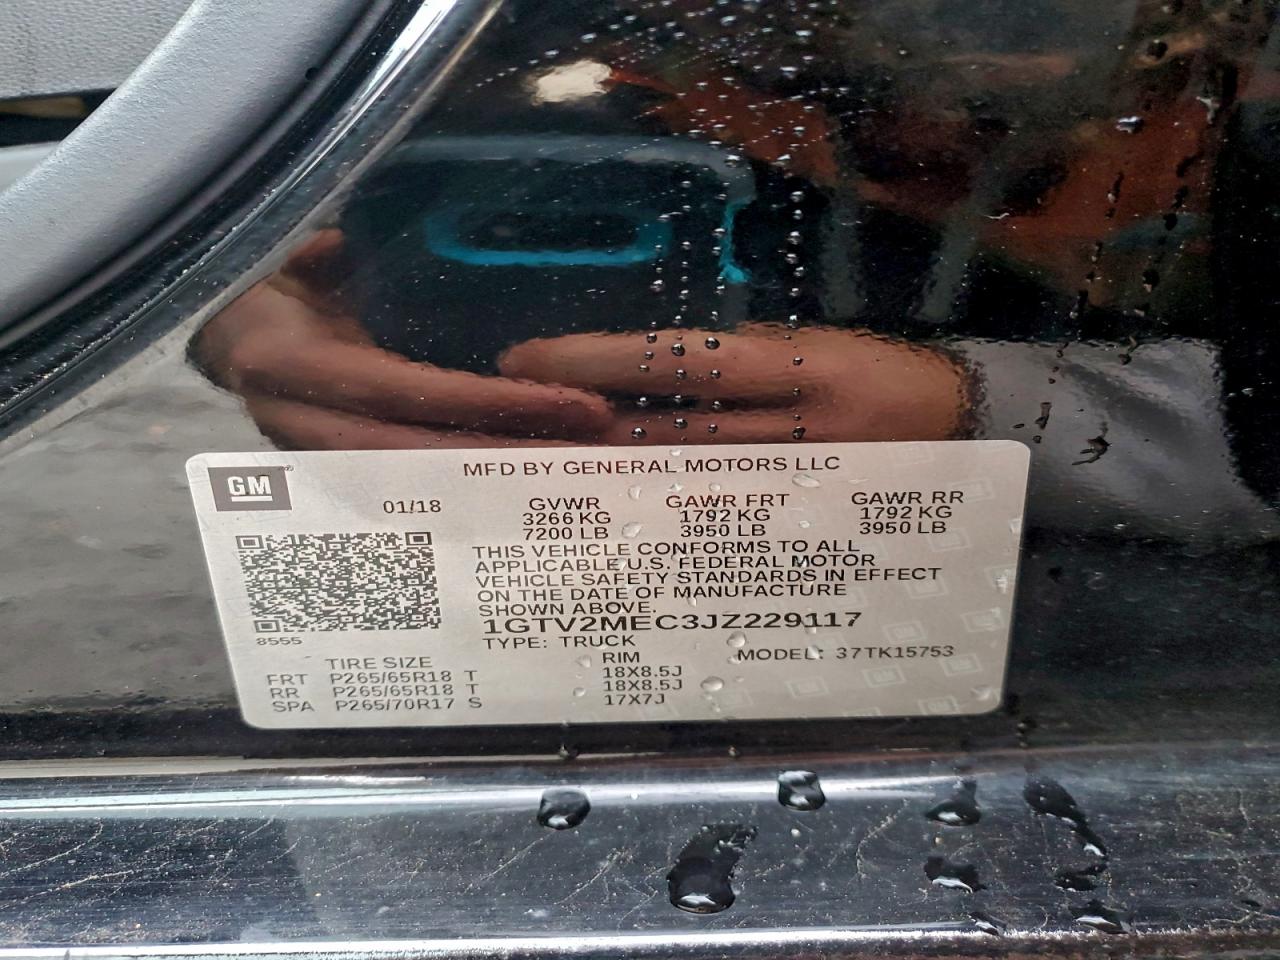 GM
MFD BY GENERAL MOTORS LLC
01/18
GVWR GAWR FRT GAWR RR
3266 KG 1792 KG 1792 KG
7200 LB 3950 LB 3950 LB
THIS VEHICLE CONFORMS TO ALL
APPLICABLE U.S. FEDERAL MOTOR
VEHICLE SAFETY STANDARDS IN EFFECT
ON THE DATE OF MANUFACTURE
SHOWN ABOVE.
1GTV2MEC3JZ229117
8555
TYPE: TRUCK
TIRE SIZE RIM MODEL: 37TK15753
FRT P265/65R18 T 18X8.5J
RR P265/65R18 T 18X8.5J
SPA P265/70R17 S 17X7J